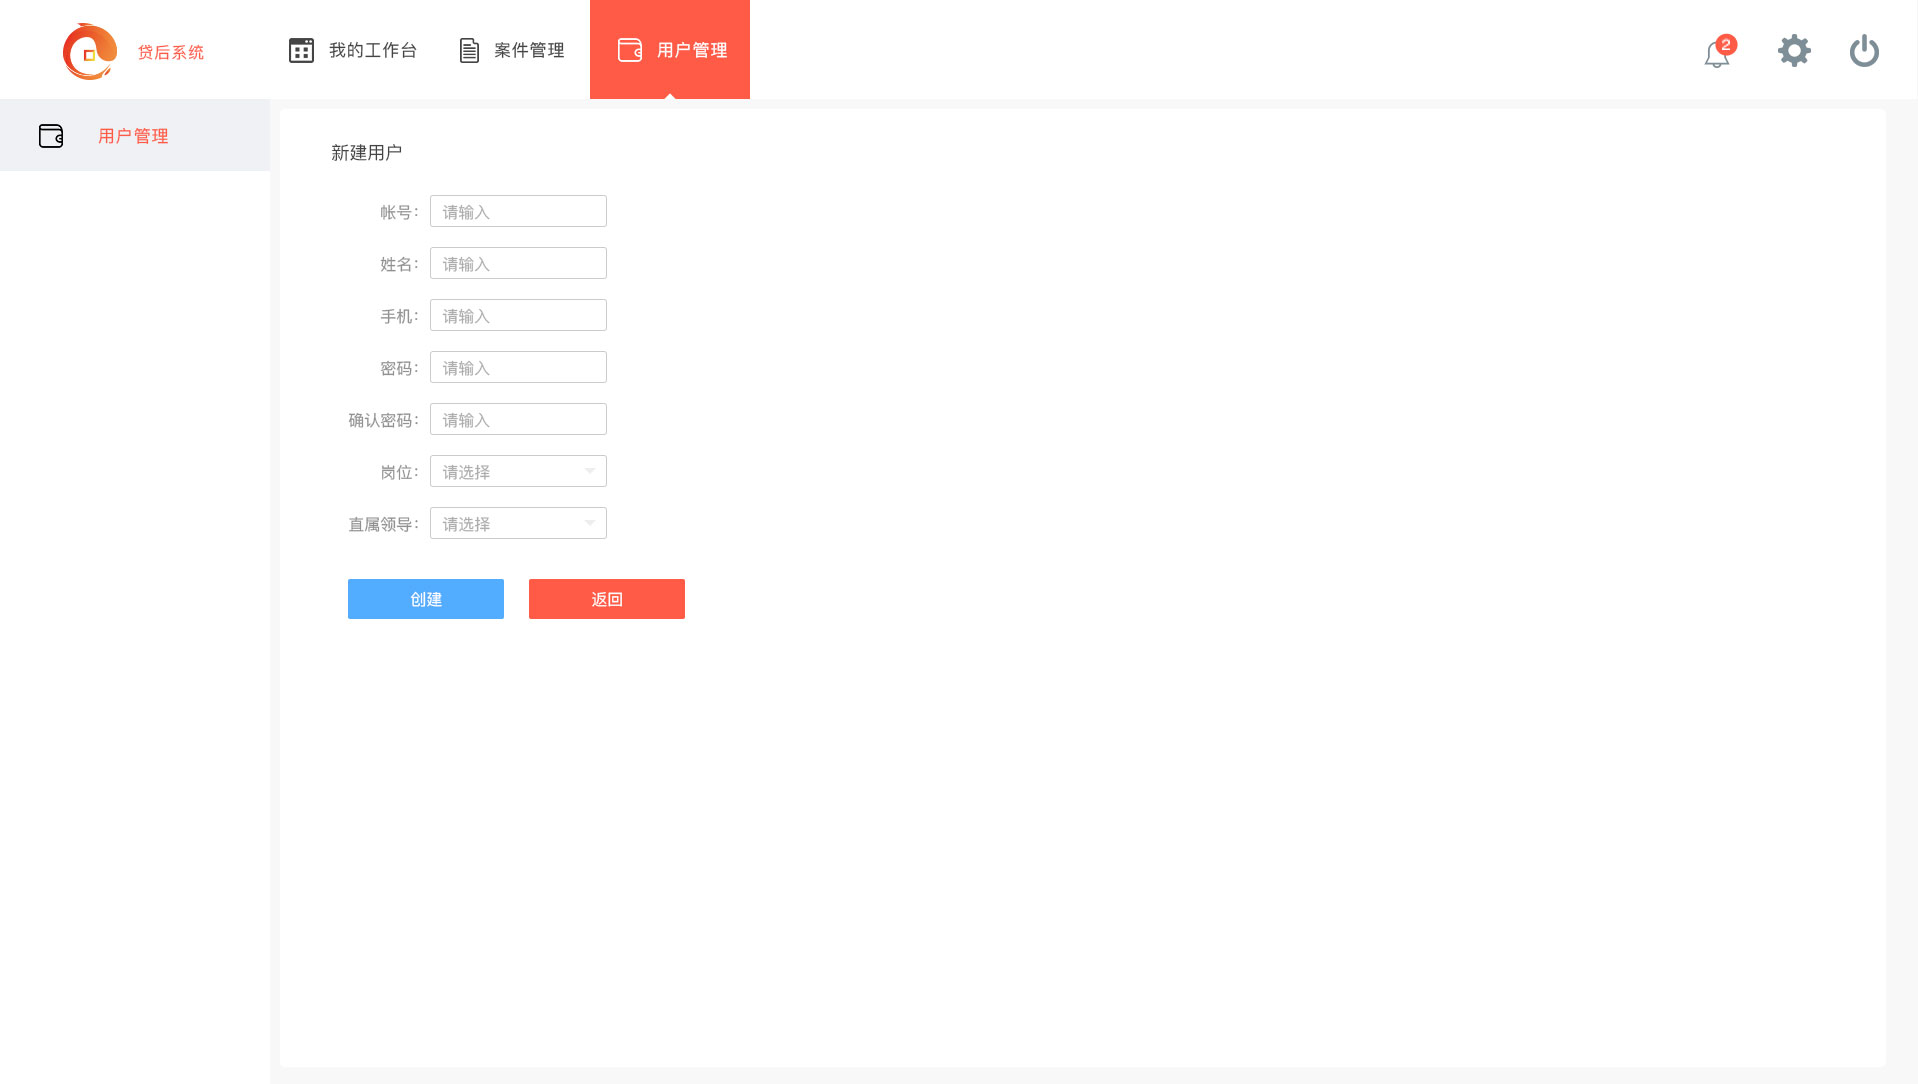 贷后系统
我的工作台
案件管理
用户管理
2
用户管理
新建用户
帐号： 请输入
姓名： 请输入
手机： 请输入
密码： 请输入
确认密码： 请输入
岗位： 请选择
直属领导： 请选择
创建
返回